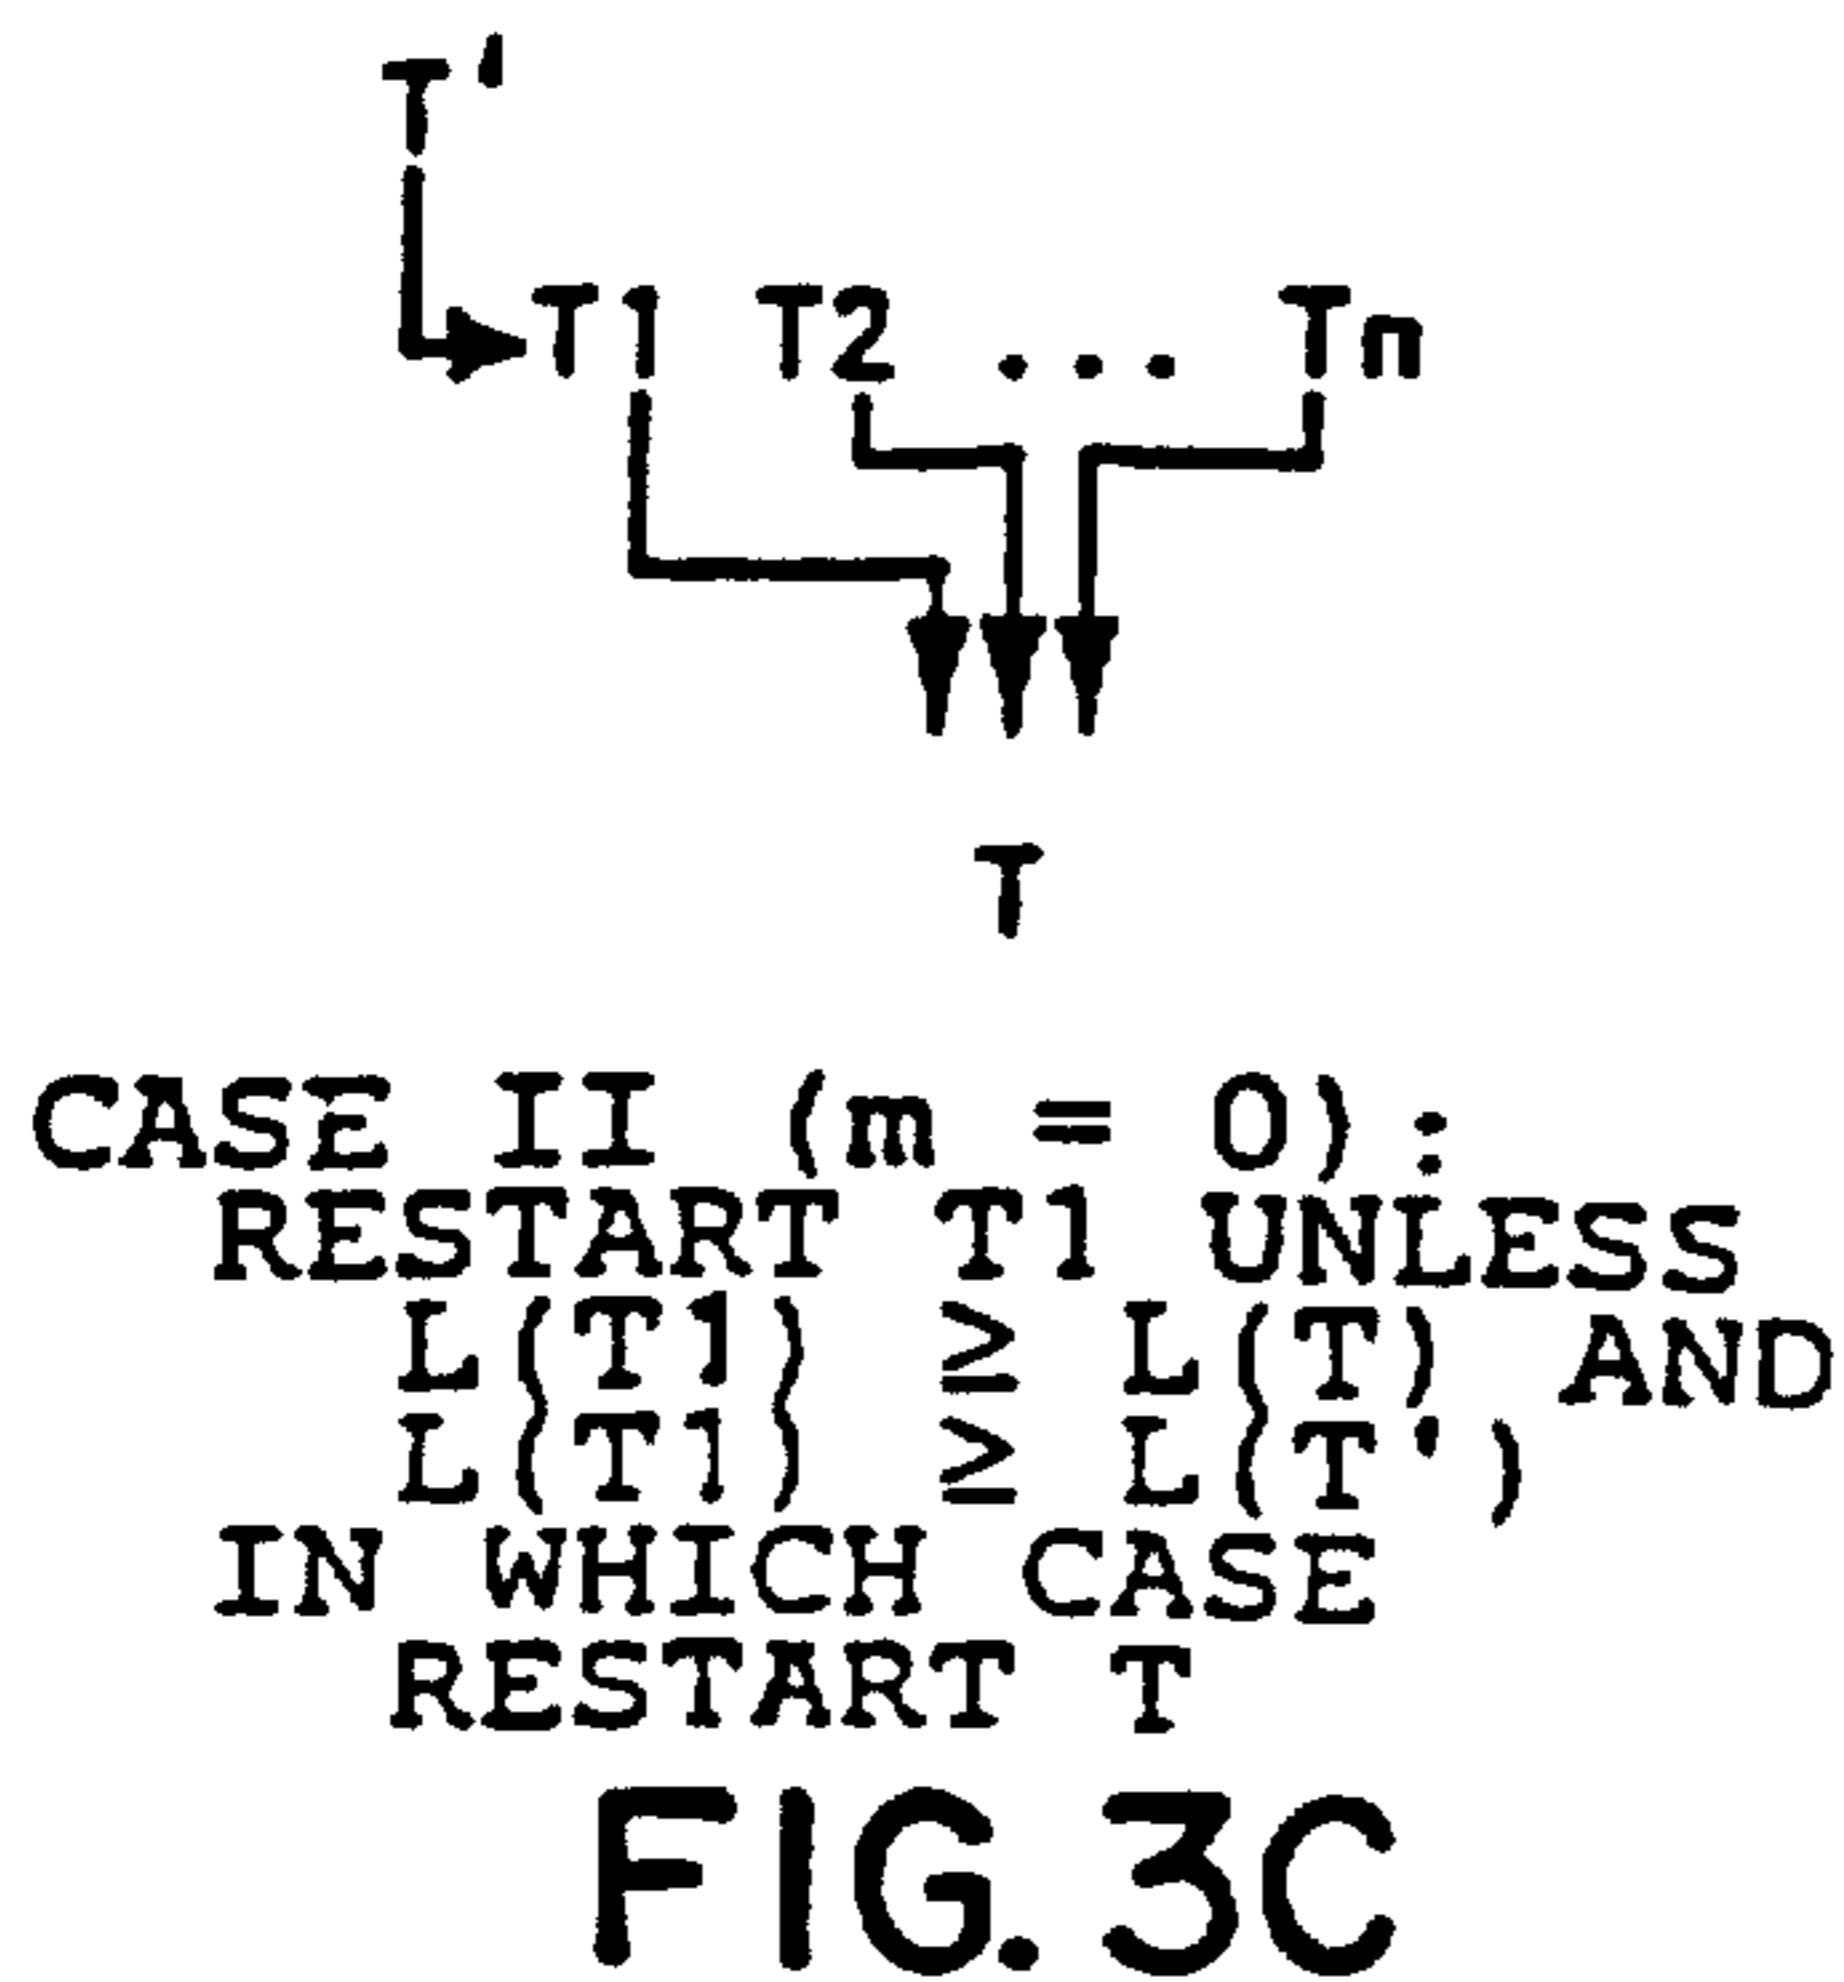 T'
T1 T2 ... Tn
T
CASE II (m = 0):
RESTART T1 UNLESS
L(T1) ≥ L(T) AND
L(T1) ≥ L(T')
IN WHICH CASE
RESTART T
FIG. 3C